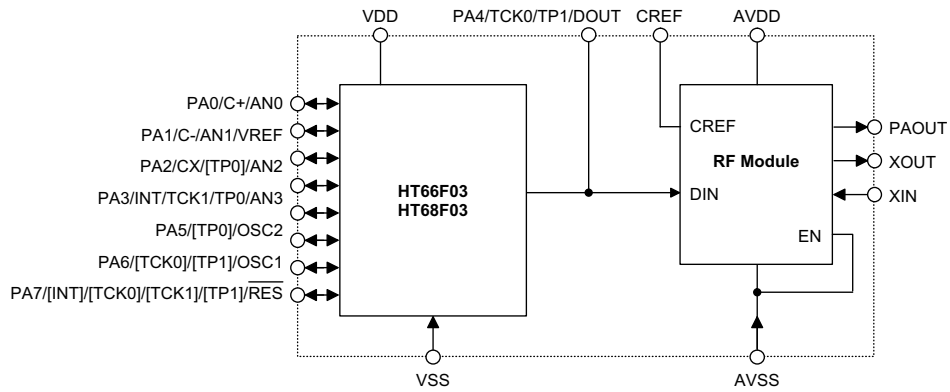 VDD
PA4/TCK0/TP1/DOUT
CREF
AVDD
PA0/C+/AN0
PA1/C-/AN1/VREF
PA2/CX/[TP0]/AN2
PA3/INT/TCK1/TP0/AN3
PA5/[TP0]/OSC2
PA6/[TCK0]/[TP1]/OSC1
PA7/[INT]/[TCK0]/[TCK1]/[TP1]/RES
HT66F03
HT68F03
CREF
RF Module
DIN
EN
PAOUT
XOUT
XIN
VSS
AVSS